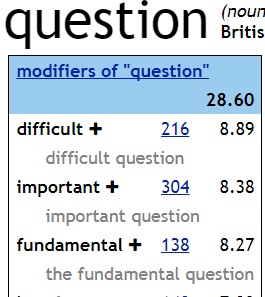 question (noun
Britis
modifiers of "question"
28.60
difficult + 216 8.89
difficult question
important + 304 8.38
important question
fundamental + 138 8.27
the fundamental question